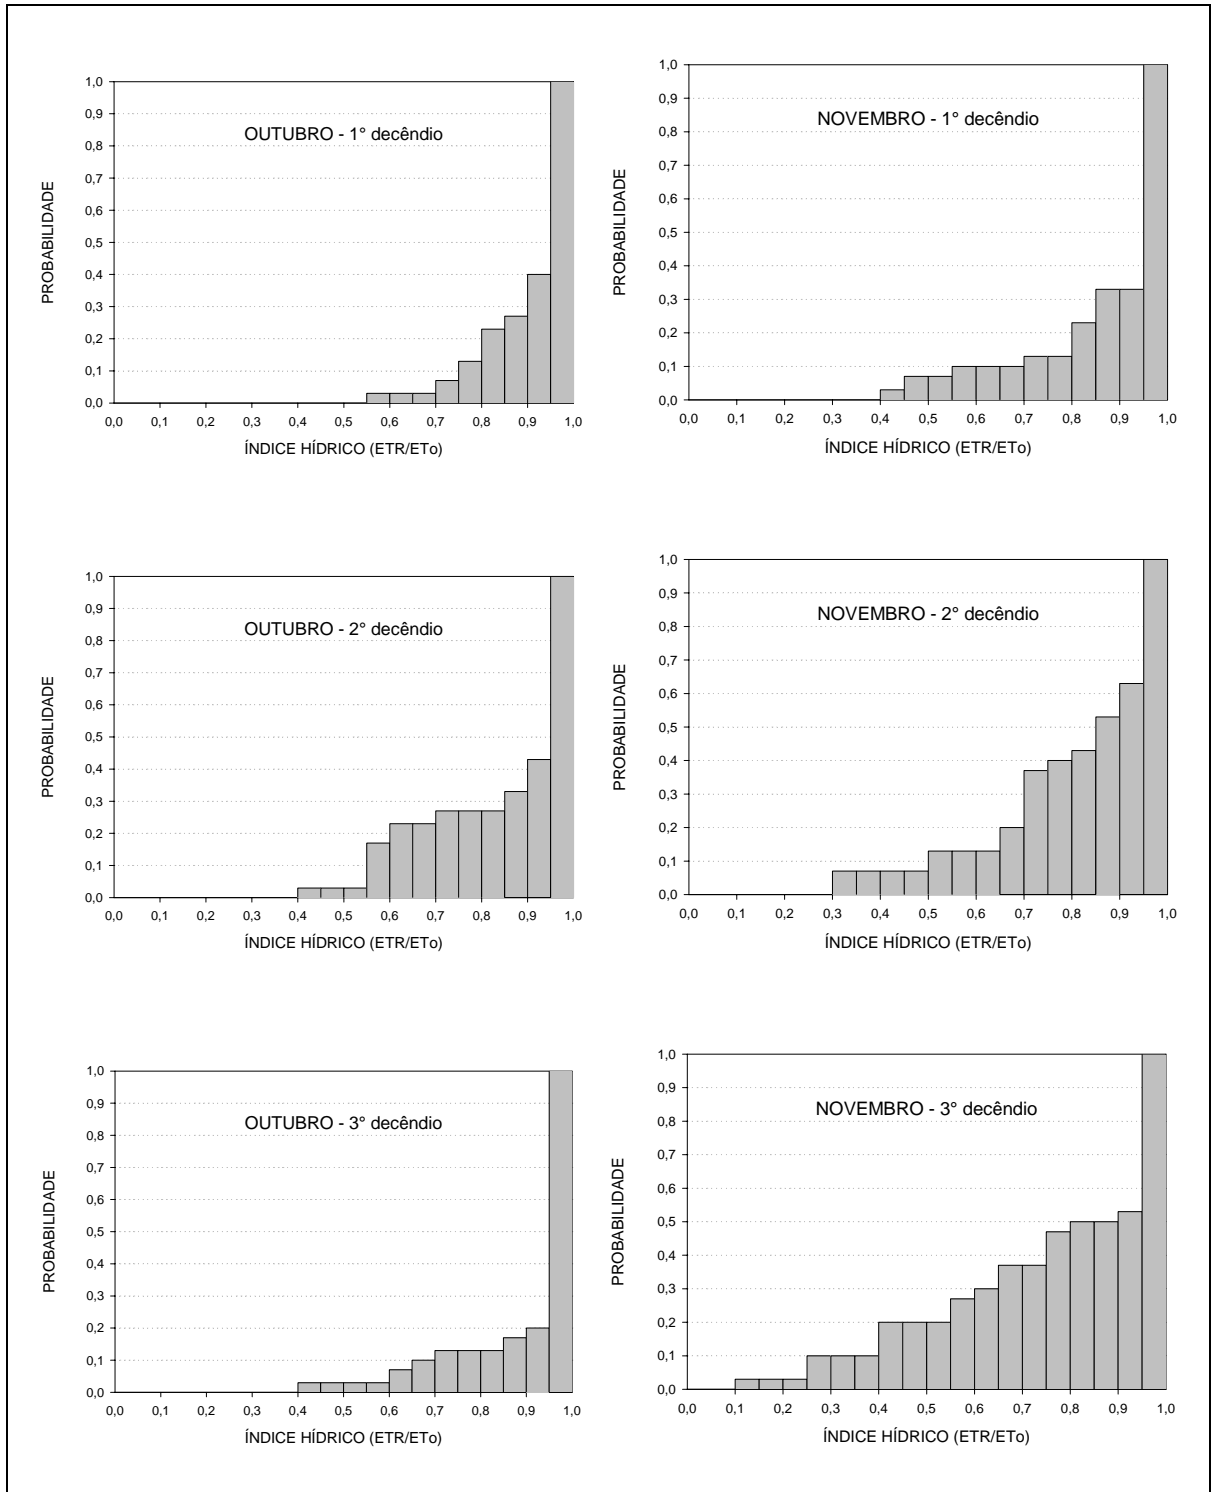 OUTUBRO - 1° decêndio
PROBABILIDADE
1,0
0,9
0,8
0,7
0,6
0,5
0,4
0,3
0,2
0,1
0,0
0,0 0,1 0,2 0,3 0,4 0,5 0,6 0,7 0,8 0,9 1,0
ÍNDICE HÍDRICO (ETR/ETo)
NOVEMBRO - 1° decêndio
PROBABILIDADE
1,0
0,9
0,8
0,7
0,6
0,5
0,4
0,3
0,2
0,1
0,0
0,0 0,1 0,2 0,3 0,4 0,5 0,6 0,7 0,8 0,9 1,0
ÍNDICE HÍDRICO (ETR/ETo)
OUTUBRO - 2° decêndio
PROBABILIDADE
1,0
0,9
0,8
0,7
0,6
0,5
0,4
0,3
0,2
0,1
0,0
0,0 0,1 0,2 0,3 0,4 0,5 0,6 0,7 0,8 0,9 1,0
ÍNDICE HÍDRICO (ETR/ETo)
NOVEMBRO - 2° decêndio
PROBABILIDADE
1,0
0,9
0,8
0,7
0,6
0,5
0,4
0,3
0,2
0,1
0,0
0,0 0,1 0,2 0,3 0,4 0,5 0,6 0,7 0,8 0,9 1,0
ÍNDICE HÍDRICO (ETR/ETo)
OUTUBRO - 3° decêndio
PROBABILIDADE
1,0
0,9
0,8
0,7
0,6
0,5
0,4
0,3
0,2
0,1
0,0
0,0 0,1 0,2 0,3 0,4 0,5 0,6 0,7 0,8 0,9 1,0
ÍNDICE HÍDRICO (ETR/ETo)
NOVEMBRO - 3° decêndio
PROBABILIDADE
1,0
0,9
0,8
0,7
0,6
0,5
0,4
0,3
0,2
0,1
0,0
0,0 0,1 0,2 0,3 0,4 0,5 0,6 0,7 0,8 0,9 1,0
ÍNDICE HÍDRICO (ETR/ETo)